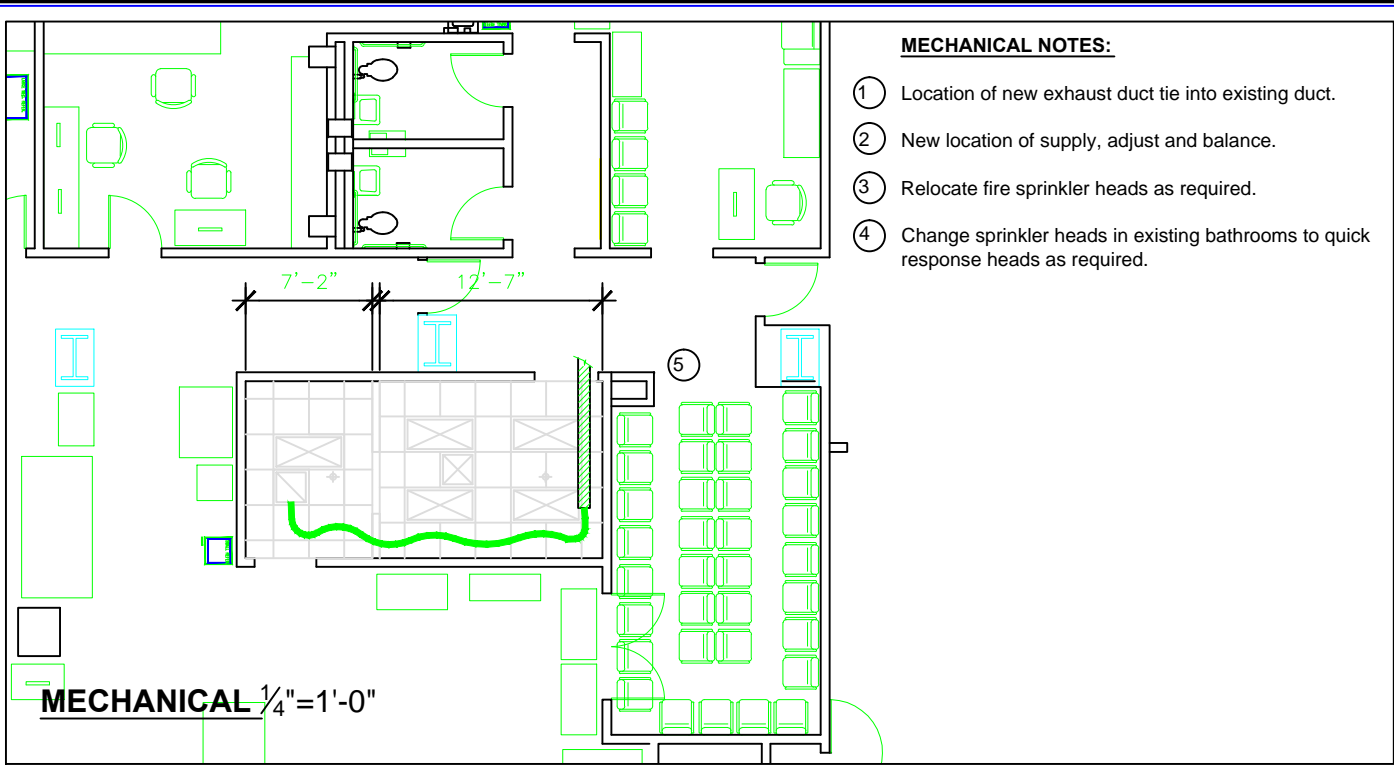 MECHANICAL NOTES:
1 Location of new exhaust duct tie into existing duct.
2 New location of supply, adjust and balance.
3 Relocate fire sprinkler heads as required.
4 Change sprinkler heads in existing bathrooms to quick
response heads as required.
7'-2" 12'-7"
5
MECHANICAL 1/4"=1'-0"